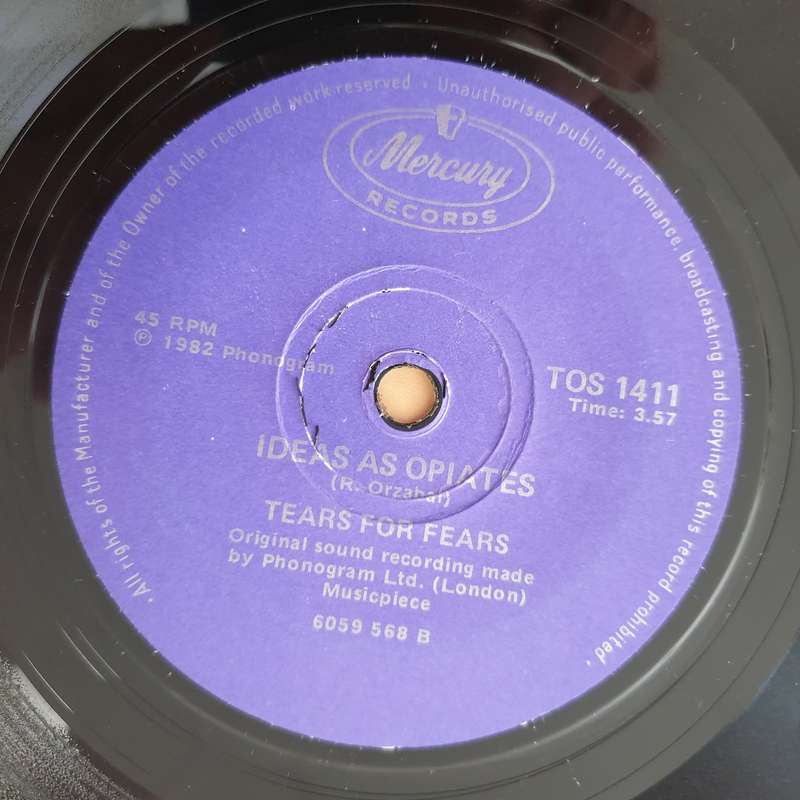 · All rights of the Manufacturer and of the Owner of the recorded work reserved · Unauthorised public performance, broadcasting and copying of this record prohibited ·
Mercury
RECORDS
45 RPM
℗ 1982 Phonogram
TOS 1411
Time: 3.57
IDEAS AS OPIATES
(R. Orzabal)
TEARS FOR FEARS
Original sound recording made
by Phonogram Ltd. (London)
Musicpiece
6059 568 B